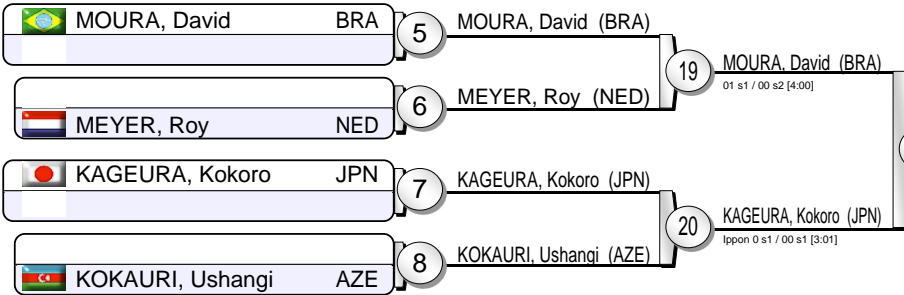 MOURA, David BRA
5
MOURA, David (BRA)
MEYER, Roy NED
6
MEYER, Roy (NED)
19
MOURA, David (BRA)
01 s1 / 00 s2 [4:00]
KAGEURA, Kokoro JPN
7
KAGEURA, Kokoro (JPN)
KOKAURI, Ushangi AZE
8
KOKAURI, Ushangi (AZE)
20
KAGEURA, Kokoro (JPN)
Ippon 0 s1 / 00 s1 [3:01]